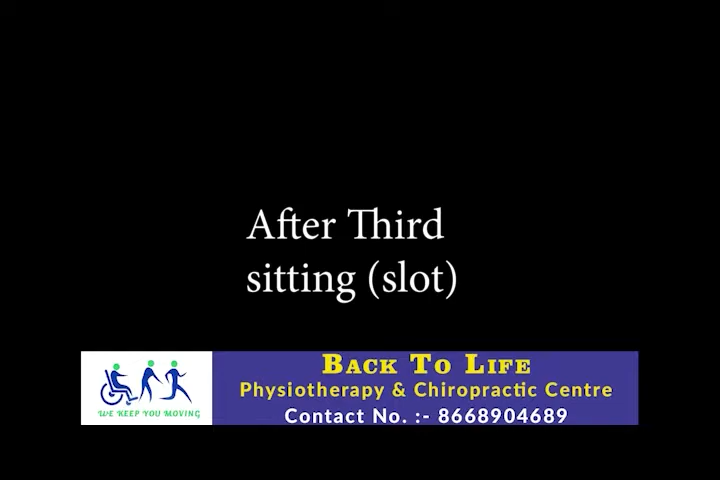 After Third
sitting (slot)
BACK TO LIFE
Physiotherapy & Chiropractic Centre
WE KEEP YOU MOVING
Contact No. :- 8668904689